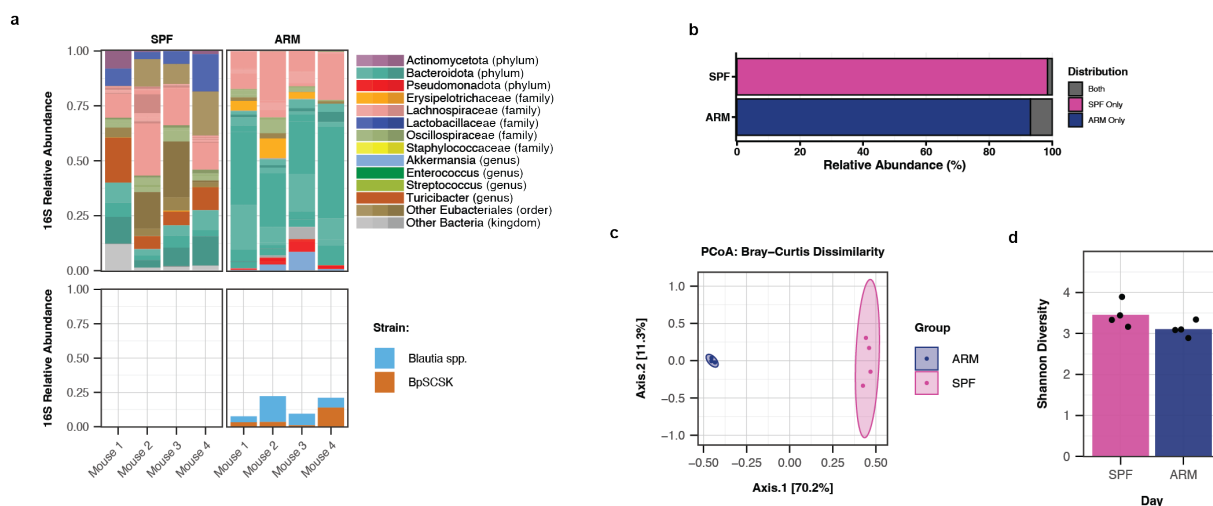 a
SPF
ARM
16S Relative Abundance
1.00
0.75
0.50
0.25
0.00
Actinomycetota (phylum)
Bacteroidota (phylum)
Pseudomonadota (phylum)
Erysipelotrichaceae (family)
Lachnospiraceae (family)
Lactobacillaceae (family)
Oscillospiraceae (family)
Staphylococcaceae (family)
Akkermansia (genus)
Enterococcus (genus)
Streptococcus (genus)
Turicibacter (genus)
Other Eubacteriales (order)
Other Bacteria (kingdom)
16S Relative Abundance
1.00
0.75
0.50
0.25
0.00
Mouse 1
Mouse 2
Mouse 3
Mouse 4
Mouse 1
Mouse 2
Mouse 3
Mouse 4
Strain:
Blautia spp.
BpSCSK
b
SPF
ARM
0
20
40
60
80
100
Relative Abundance (%)
Distribution
Both
SPF Only
ARM Only
c
PCoA: Bray−Curtis Dissimilarity
Axis.2 [11.3%]
1.0
0.5
0.0
−0.5
−1.0
−0.50
−0.25
0.00
0.25
0.50
Axis.1 [70.2%]
Group
ARM
SPF
d
Shannon Diversity
4
3
2
1
0
SPF
ARM
Day